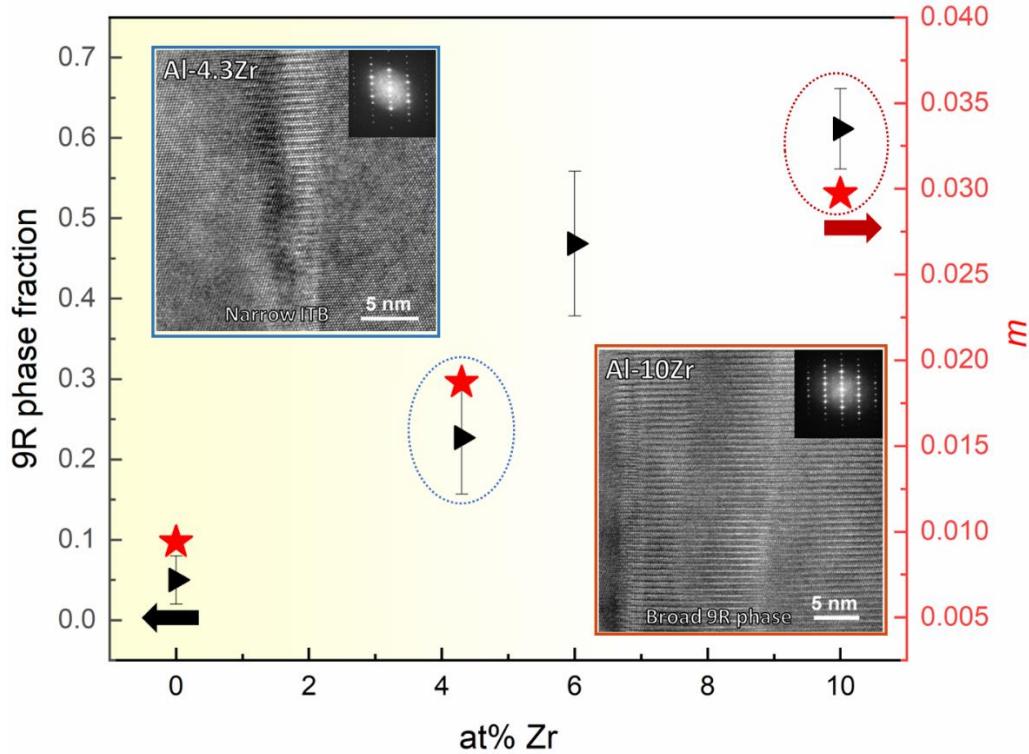 0.7
0.6
0.5
0.4
0.3
0.2
0.1
0.0
9R phase fraction
Al-4.3Zr
Narrow ITB
5 nm
Al-10Zr
Broad 9R phase
5 nm
0.040
0.035
0.030
0.025
0.020
0.015
0.010
0.005
m
0 2 4 6 8 10
at% Zr